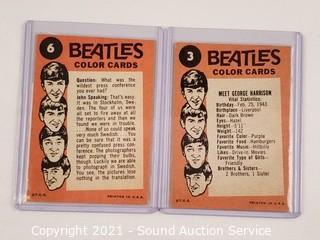 6
BEATLES
COLOR CARDS
Question: What was the
wildest press conference
you ever had?
John Speaking: That's easy.
It was in Stockholm, Sweden.
The four of us were
all set to fire away at all
the reporters and then we
found we were in trouble.
None of us could speak
very much Swedish . . . You
can be sure that it was a
pretty confused press conference.
The photographers
kept popping their bulbs,
though. Luckily we are as
photogenic in Sweden.
You see, the pictures lose
nothing in the translation.
PRINTED IN U.S.A.
3
BEATLES
COLOR CARDS
MEET GEORGE HARRISON
Vital Statistics:
Birthday-Feb. 25, 1943
Birthplace-Liverpool
Hair-Dark Brown
Eyes-Hazel
Height-5'11
Weight-142
Favorite Color-Purple
Favorite Food-Hamburgers
Favorite Music-Hillbilly
Likes-Drive-In Movies
Favorite Type of Girls-
Friendly
Brothers & Sisters-
2 Brothers, 1 Sister
PRINTED IN U.S.A.
Copyright 2021 - Sound Auction Service